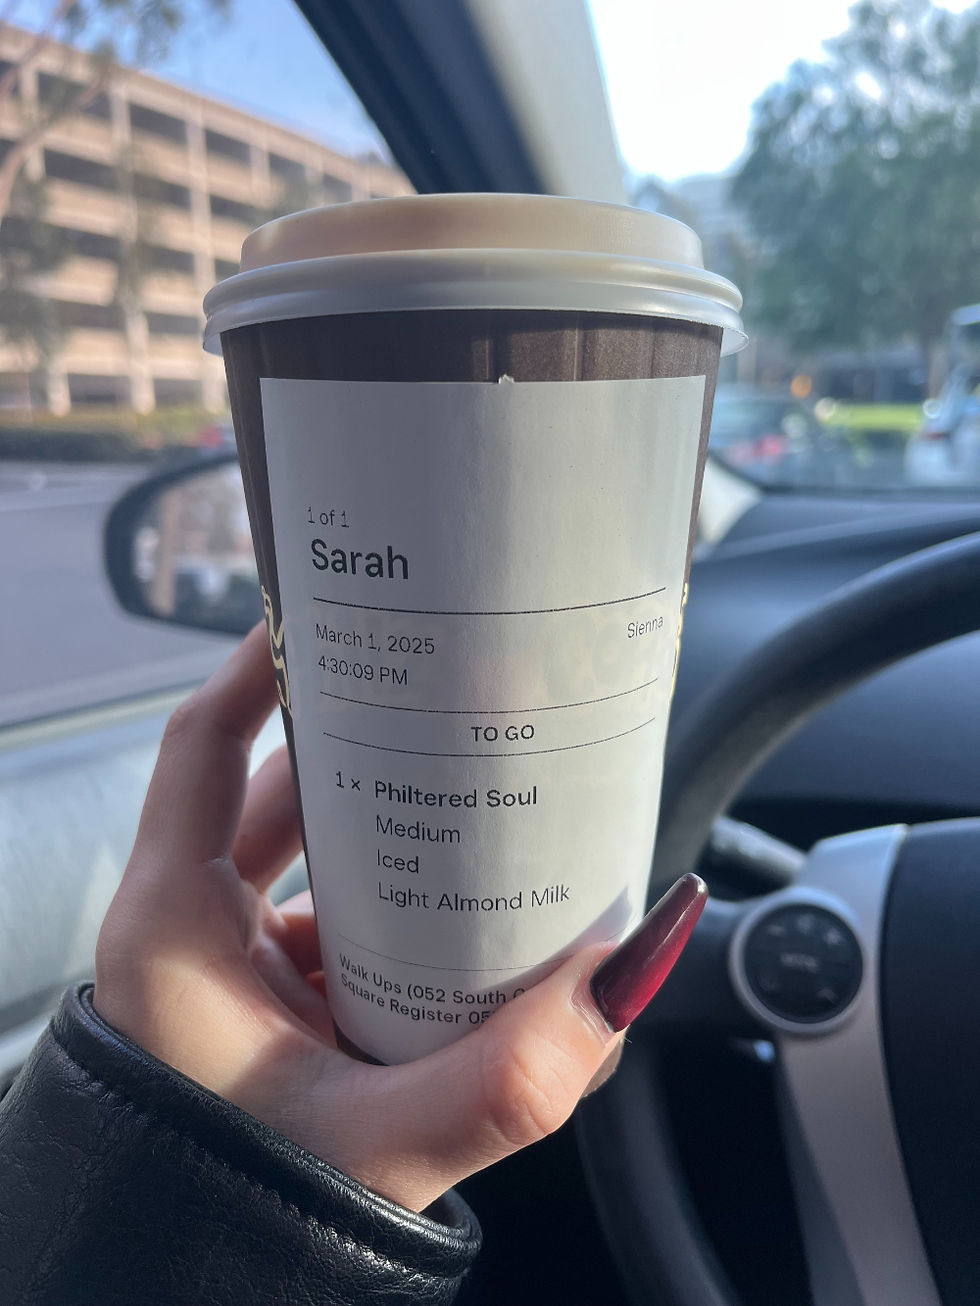 1 of 1
Sarah
March 1, 2025
Sienna
4:30:09 PM
TO GO
1 × Philtered Soul
Medium
Iced
Light Almond Milk
Walk Ups (052 South
Square Register